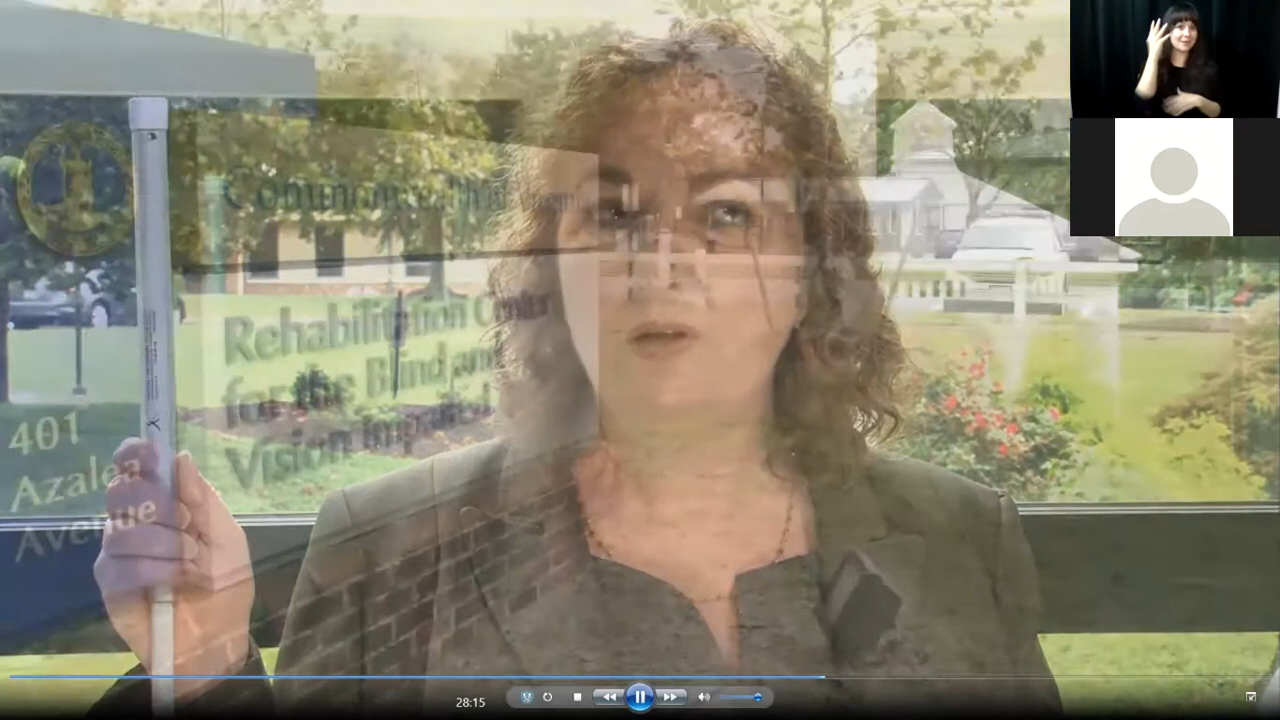 Commonwealth
Rehabilitation Center
for the Blind and
Vision Impaired
401
Azalea
Avenue
28:15